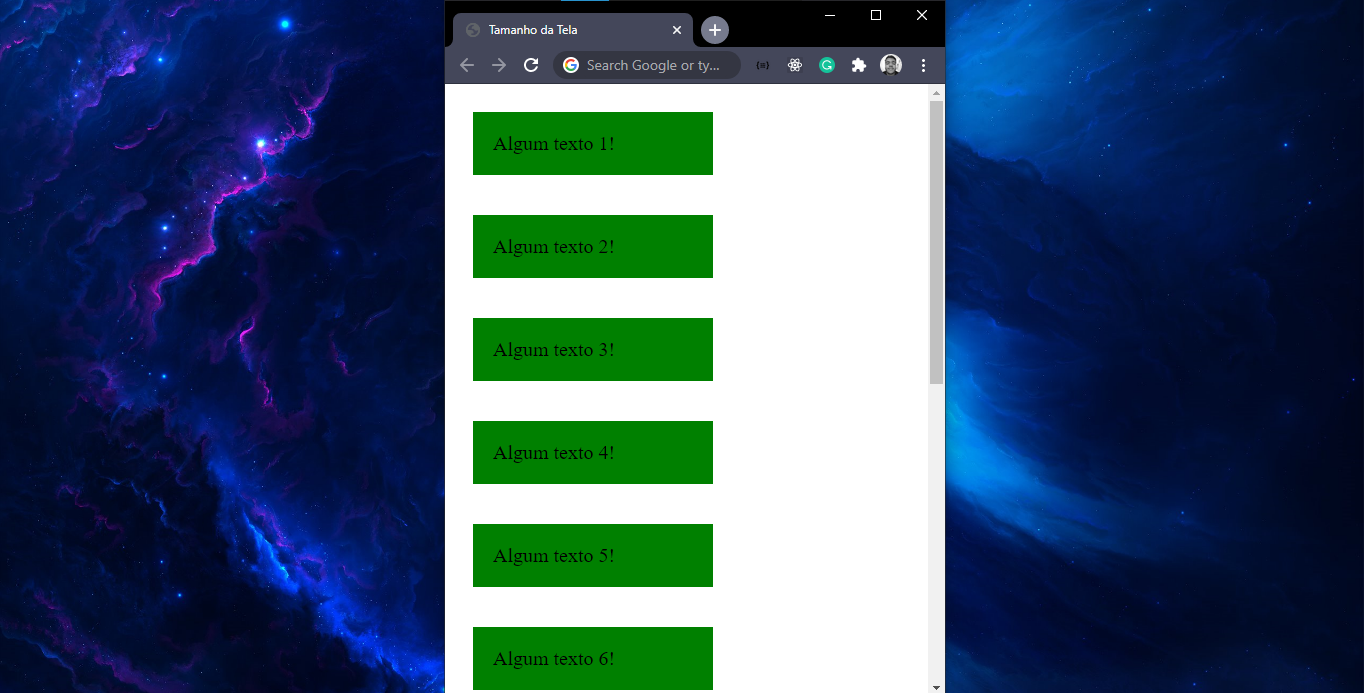 Tamanho da Tela
Search Google or ty...
Algum texto 1!
Algum texto 2!
Algum texto 3!
Algum texto 4!
Algum texto 5!
Algum texto 6!